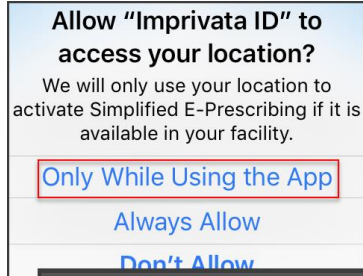 Allow “Imprivata ID” to
access your location?
We will only use your location to
activate Simplified E-Prescribing if it is
available in your facility.
Only While Using the App
Always Allow
Don’t Allow